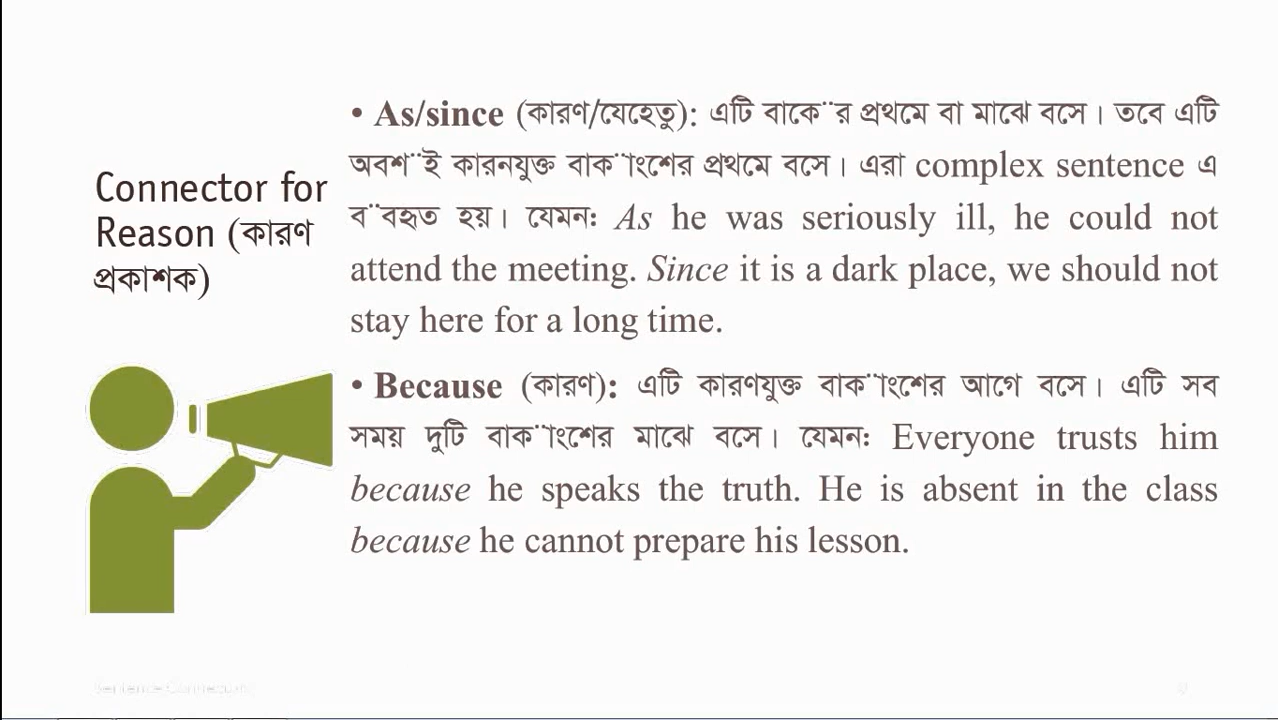 Connector for
Reason (কারণ
প্রকাশক)
• As/since (কারণ/যেহেতু): এটি বাকে¨র প্রথমে বা মাঝে বসে। তবে এটি
অবশ¨ই কারনযুক্ত বাক¨াংশের প্রথমে বসে। এরা complex sentence এ
ব¨বহৃত হয়। যেমনঃ As he was seriously ill, he could not
attend the meeting. Since it is a dark place, we should not
stay here for a long time.
• Because (কারণ): এটি কারণযুক্ত বাক¨াংশের আগে বসে। এটি সব
সময় দুটি বাক¨াংশের মাঝে বসে। যেমনঃ Everyone trusts him
because he speaks the truth. He is absent in the class
because he cannot prepare his lesson.